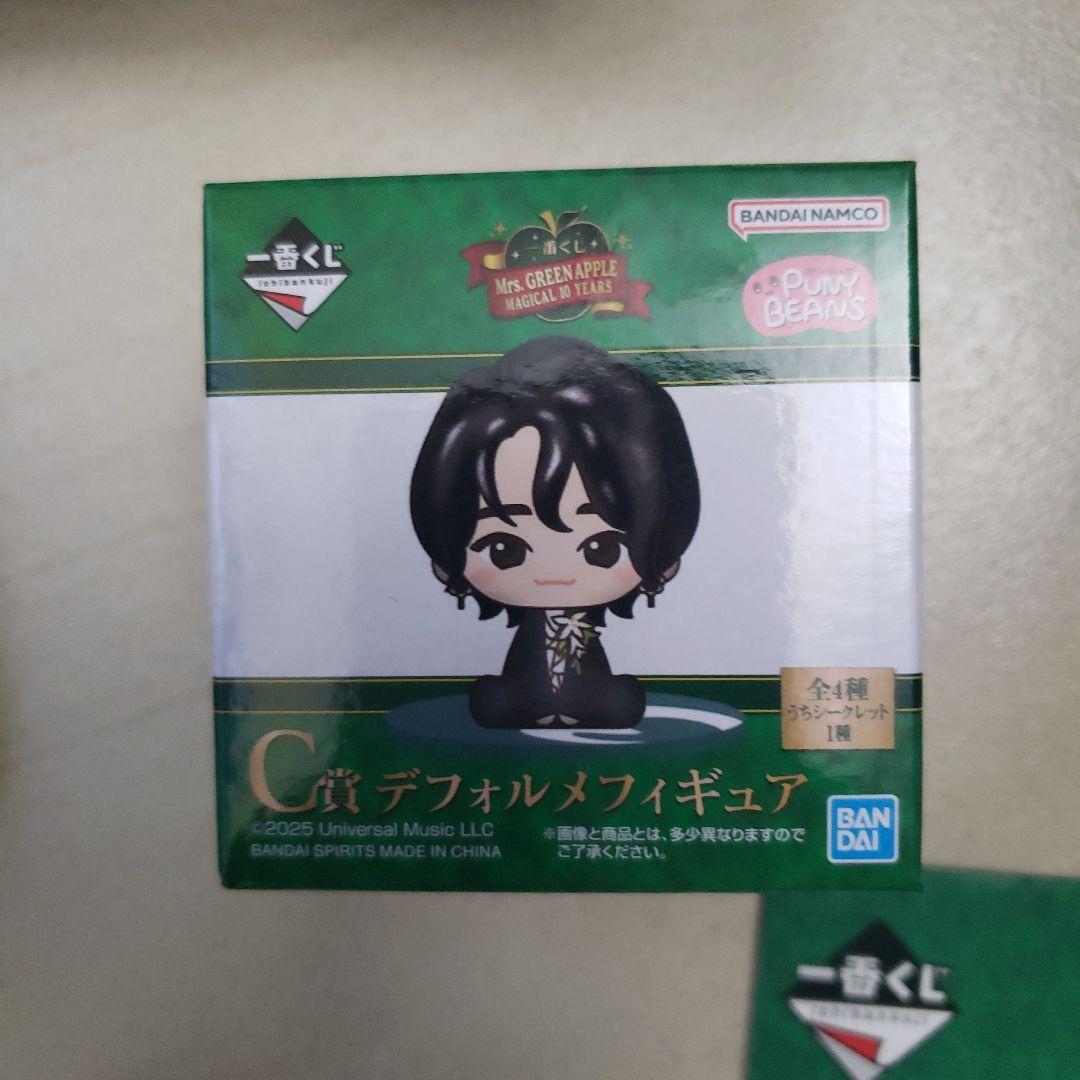 一番くじ
ichibankuji
一番くじ
Mrs. GREEN APPLE
MAGICAL 10 YEARS
BANDAI NAMCO
PUNY
BEANS
全4種
うちシークレット
1種
C賞 デフォルメフィギュア
©2025 Universal Music LLC
BANDAI SPIRITS MADE IN CHINA
※画像と商品とは、多少異なりますので
ご了承ください。
BAN
DAI
一番くじ
ichibankuji